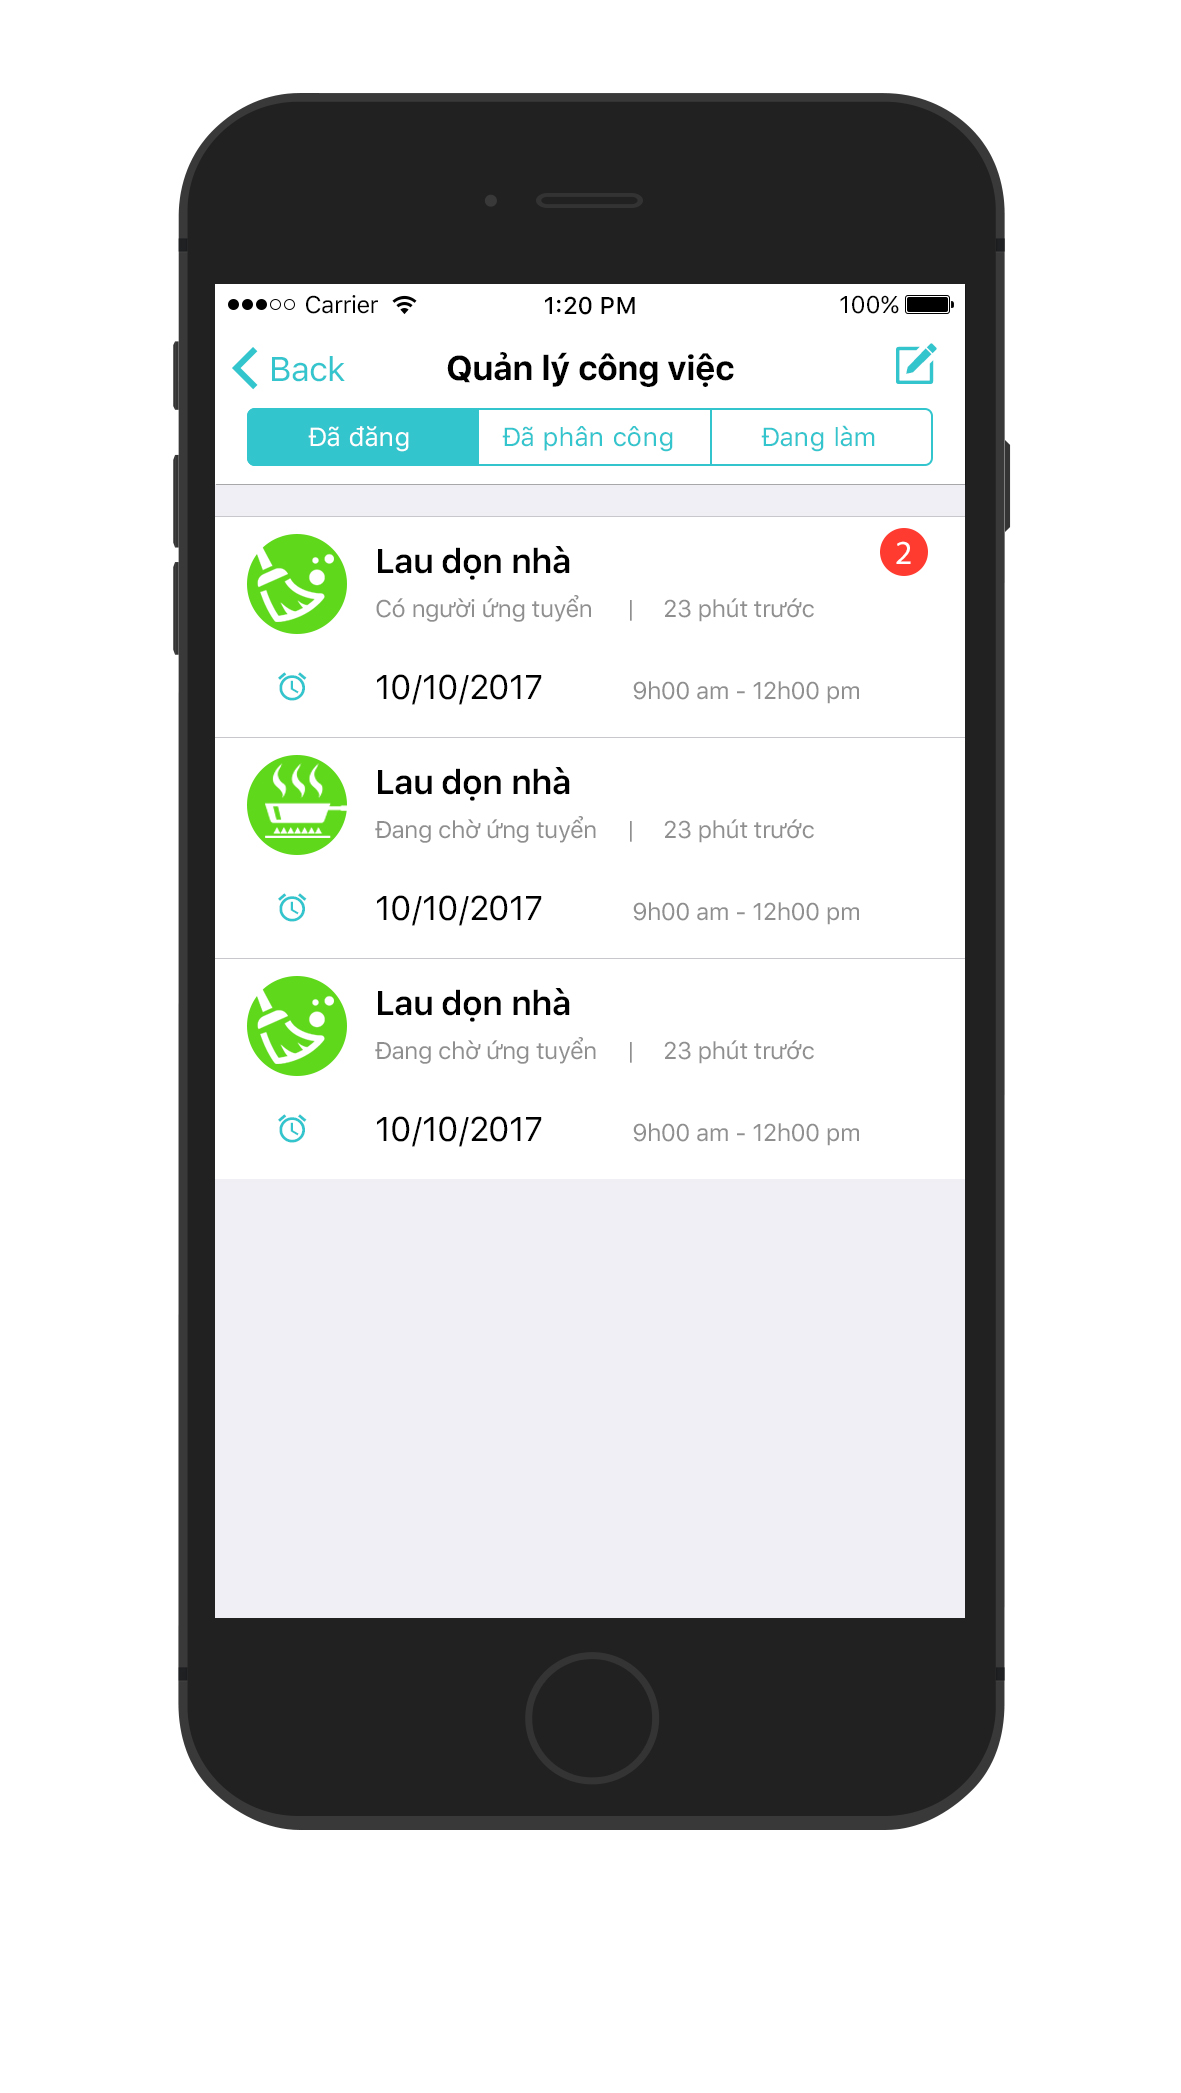 Carrier 1:20 PM 100%
Back Quản lý công việc
Đã đăng Đã phân công Đang làm
Lau dọn nhà 2
Có người ứng tuyển | 23 phút trước
10/10/2017 9h00 am - 12h00 pm
Lau dọn nhà
Đang chờ ứng tuyển | 23 phút trước
10/10/2017 9h00 am - 12h00 pm
Lau dọn nhà
Đang chờ ứng tuyển | 23 phút trước
10/10/2017 9h00 am - 12h00 pm